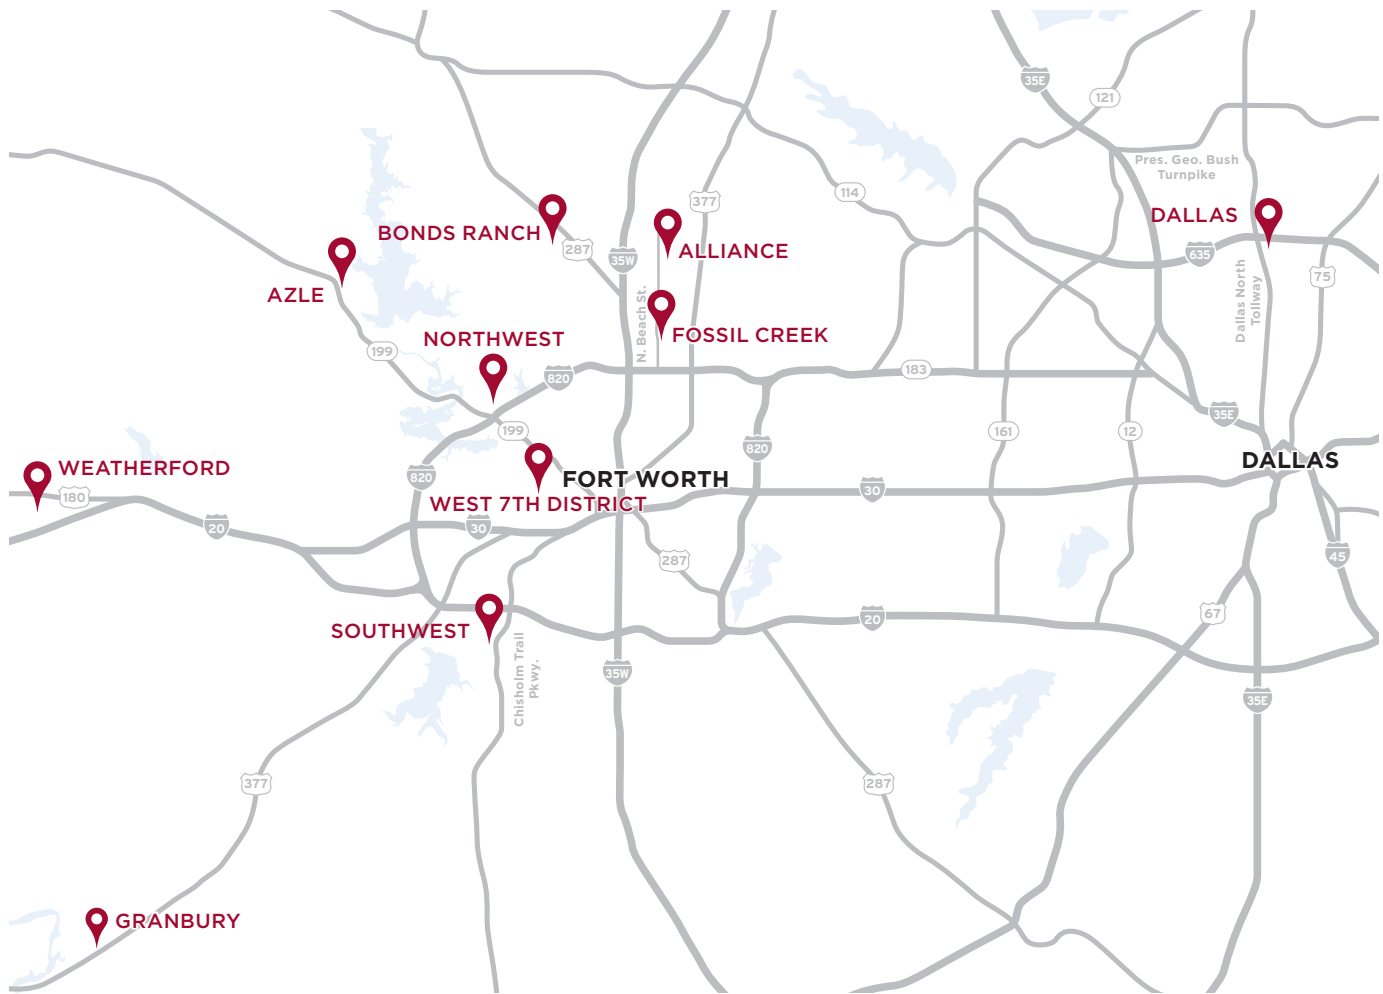 35E
121
Pres. Geo. Bush
Turnpike
114
377
BONDS RANCH
287
35W
ALLIANCE
DALLAS
635
75
Dallas North
Tollway
AZLE
N. Beach St.
FOSSIL CREEK
NORTHWEST
199
820
183
35E
199
161
12
820
820
DALLAS
WEATHERFORD
FORT WORTH
180
WEST 7TH DISTRICT
30
20
30
287
45
SOUTHWEST
20
67
Chisholm Trail
Pkwy.
35W
35E
377
287
GRANBURY